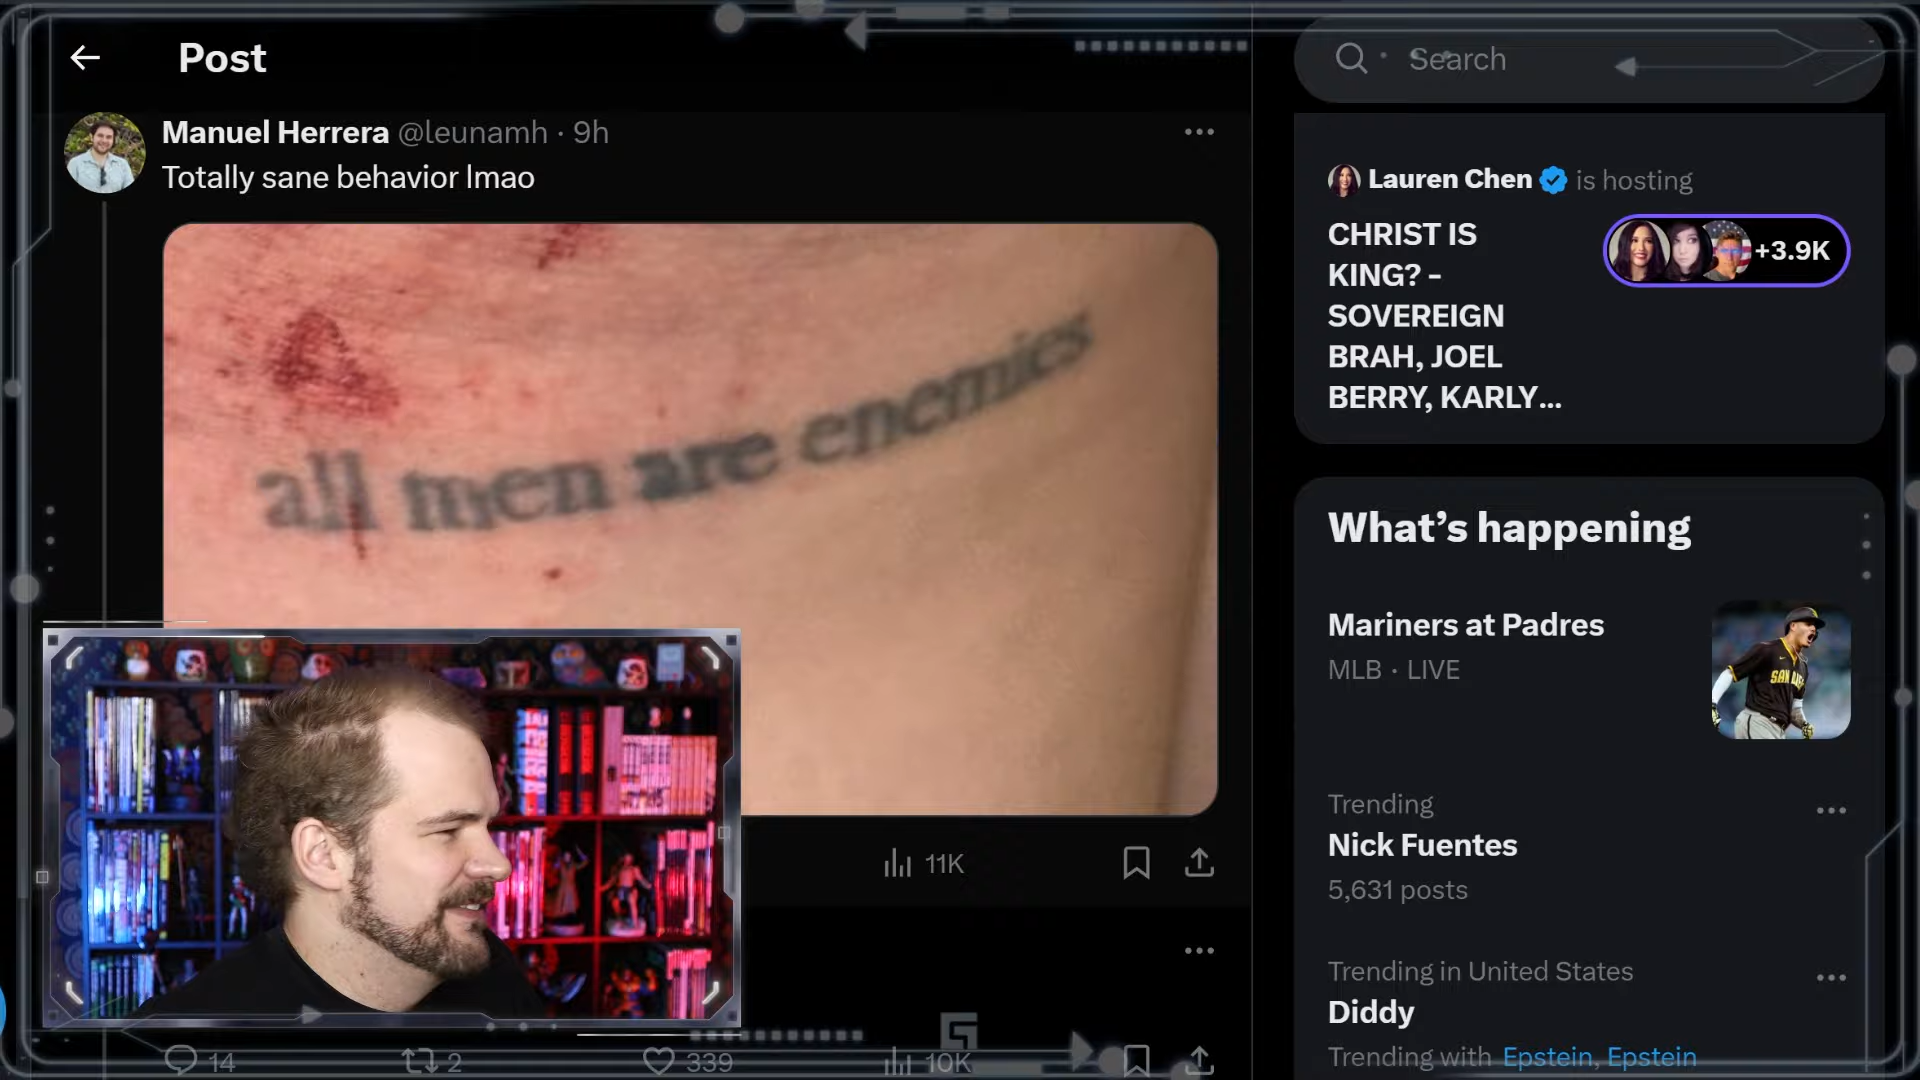 Post
Search
Manuel Herrera @leunamh · 9h
Totally sane behavior lmao
all men are enemies
Lauren Chen is hosting
CHRIST IS
KING? -
SOVEREIGN
BRAH, JOEL
BERRY, KARLY...
+3.9K
What's happening
Mariners at Padres
MLB · LIVE
Trending
Nick Fuentes
5,631 posts
Trending in United States
Diddy
Trending with Epstein, Epstein
11K
14
2
339
10K